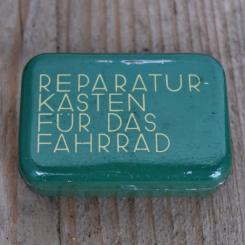 REPARATUR-
KASTEN
FÜR DAS
FAHRRAD